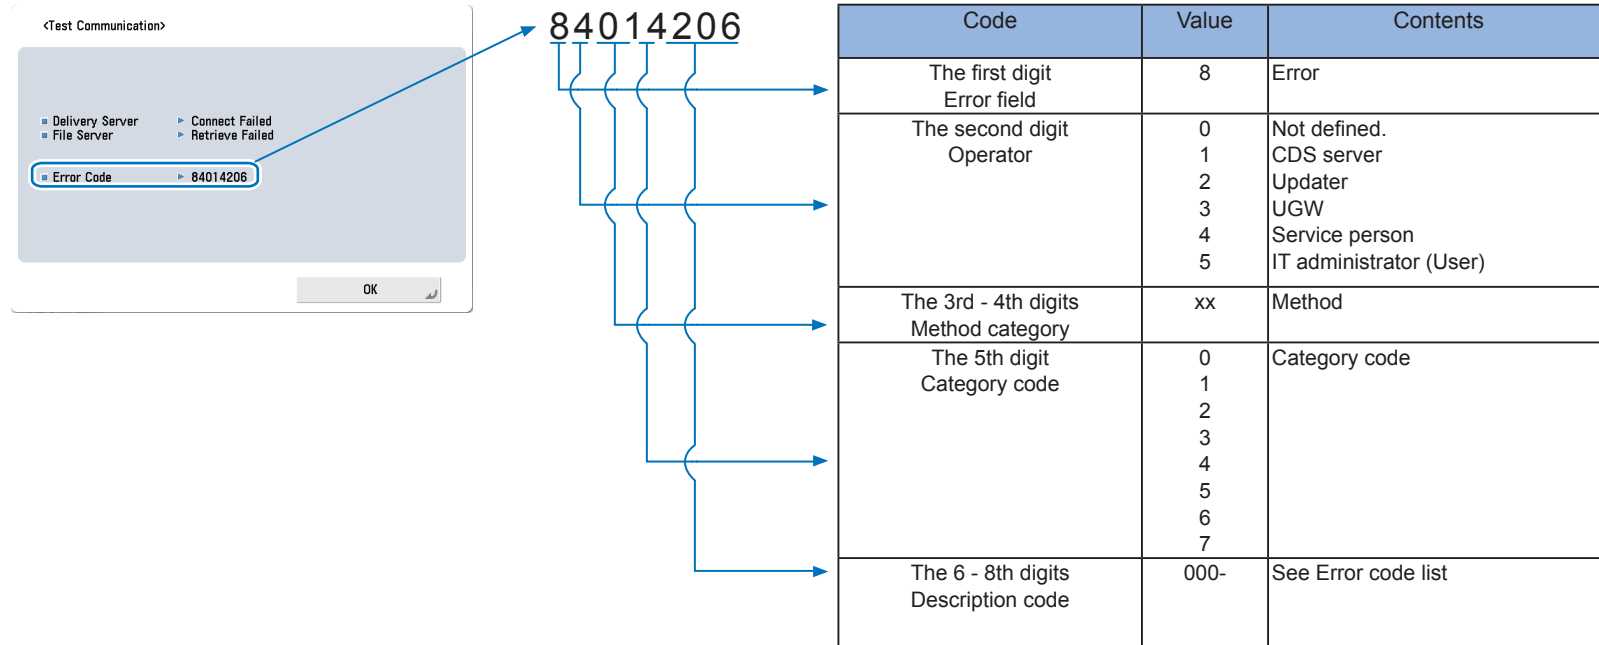 <Test Communication>
Delivery Server Connect Failed
File Server Retrieve Failed
Error Code 84014206
OK
84014206
Code Value Contents
The first digit 8 Error
Error field
The second digit 0 Not defined.
Operator 1 CDS server
2 Updater
3 UGW
4 Service person
5 IT administrator (User)
The 3rd - 4th digits xx Method
Method category
The 5th digit 0 Category code
Category code 1
2
3
4
5
6
7
The 6 - 8th digits 000- See Error code list
Description code